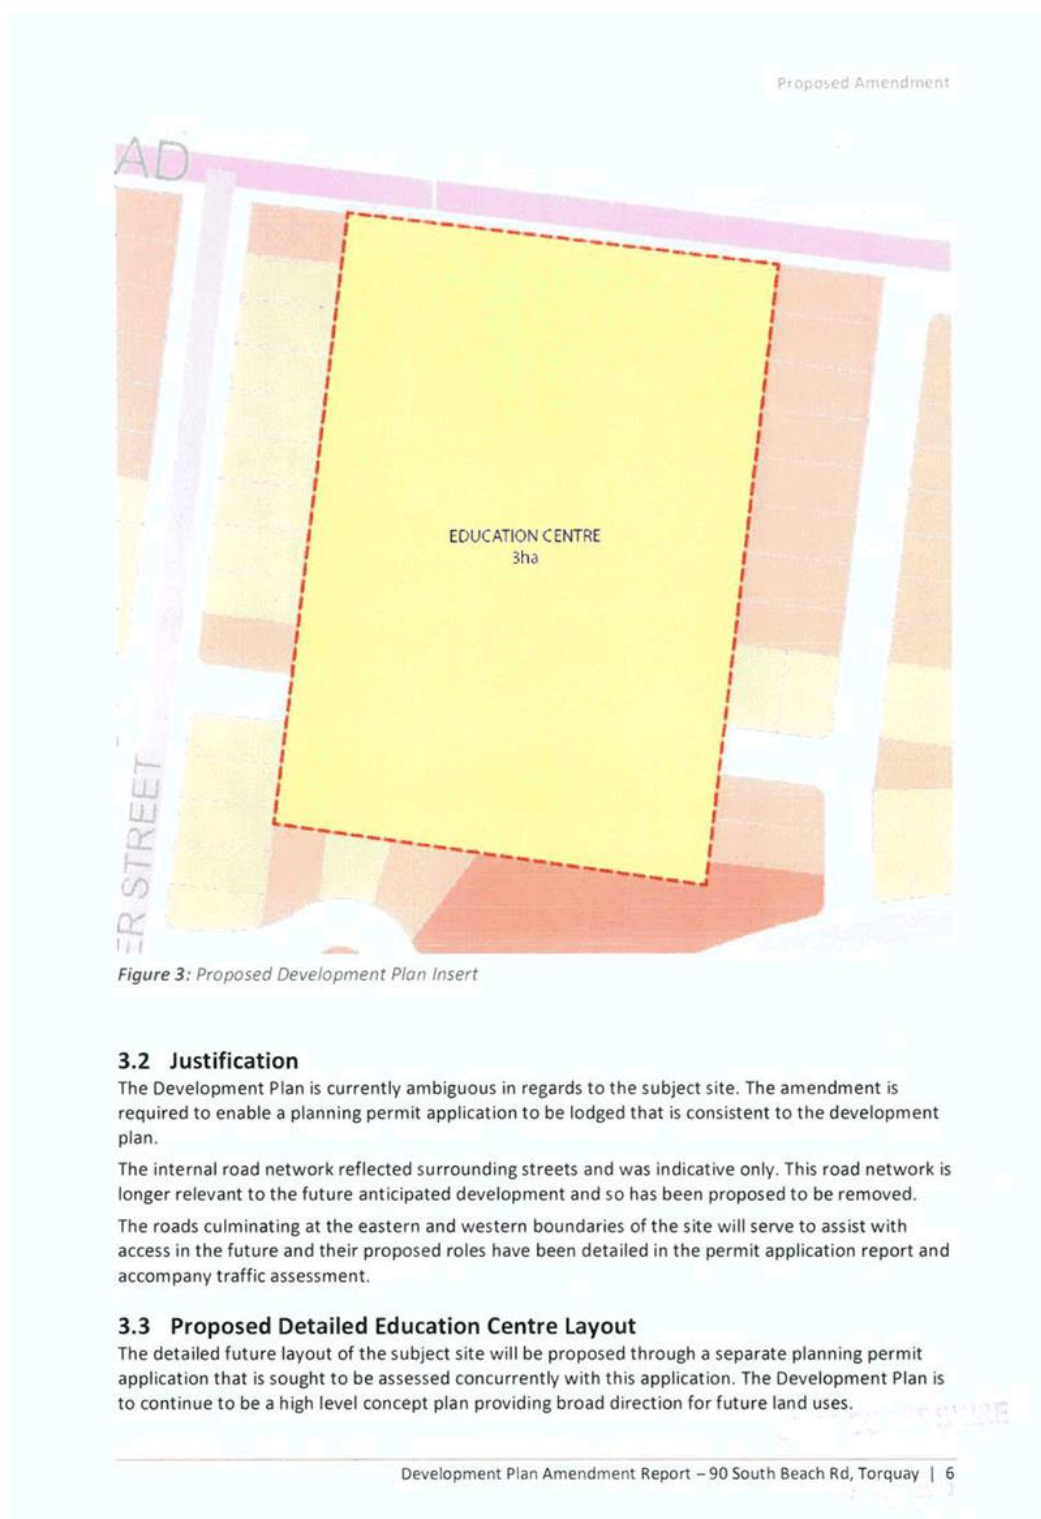 Proposed Amendment
AD
EDUCATION CENTRE
3ha
ER STREET
Figure 3: Proposed Development Plan Insert
3.2 Justification
The Development Plan is currently ambiguous in regards to the subject site. The amendment is
required to enable a planning permit application to be lodged that is consistent to the development
plan.
The internal road network reflected surrounding streets and was indicative only. This road network is
longer relevant to the future anticipated development and so has been proposed to be removed.
The roads culminating at the eastern and western boundaries of the site will serve to assist with
access in the future and their proposed roles have been detailed in the permit application report and
accompany traffic assessment.
3.3 Proposed Detailed Education Centre Layout
The detailed future layout of the subject site will be proposed through a separate planning permit
application that is sought to be assessed concurrently with this application. The Development Plan is
to continue to be a high level concept plan providing broad direction for future land uses.
Development Plan Amendment Report – 90 South Beach Rd, Torquay | 6